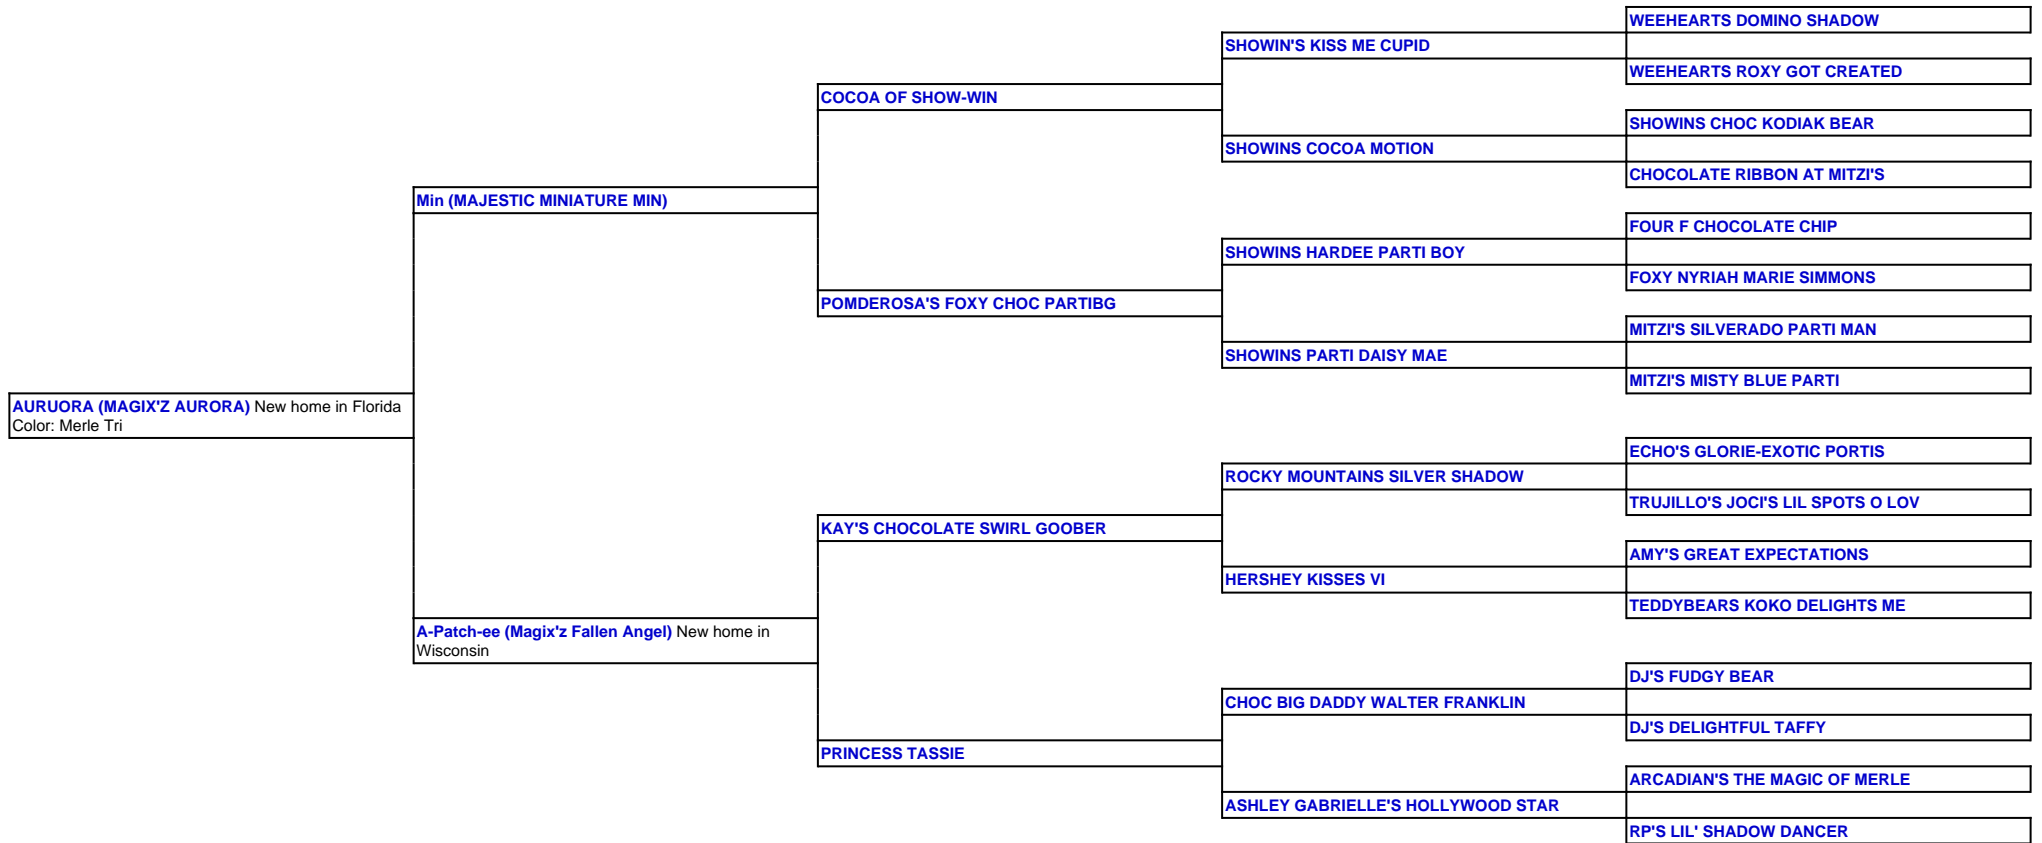 WEEHEARTS DOMINO SHADOW
SHOWIN'S KISS ME CUPID
WEEHEARTS ROXY GOT CREATED
COCOA OF SHOW-WIN
SHOWINS CHOC KODIAK BEAR
SHOWINS COCOA MOTION
CHOCOLATE RIBBON AT MITZI'S
Min (MAJESTIC MINIATURE MIN)
FOUR F CHOCOLATE CHIP
SHOWINS HARDEE PARTI BOY
FOXY NYRIAH MARIE SIMMONS
POMDEROSA'S FOXY CHOC PARTIBG
MITZI'S SILVERADO PARTI MAN
SHOWINS PARTI DAISY MAE
MITZI'S MISTY BLUE PARTI
AURUORA (MAGIX'Z AURORA) New home in Florida
Color: Merle Tri
ECHO'S GLORIE-EXOTIC PORTIS
ROCKY MOUNTAINS SILVER SHADOW
TRUJILLO'S JOCI'S LIL SPOTS O LOV
KAY'S CHOCOLATE SWIRL GOOBER
AMY'S GREAT EXPECTATIONS
HERSHEY KISSES VI
TEDDYBEARS KOKO DELIGHTS ME
A-Patch-ee (Magix'z Fallen Angel) New home in
Wisconsin
DJ'S FUDGY BEAR
CHOC BIG DADDY WALTER FRANKLIN
DJ'S DELIGHTFUL TAFFY
PRINCESS TASSIE
ARCADIAN'S THE MAGIC OF MERLE
ASHLEY GABRIELLE'S HOLLYWOOD STAR
RP'S LIL' SHADOW DANCER